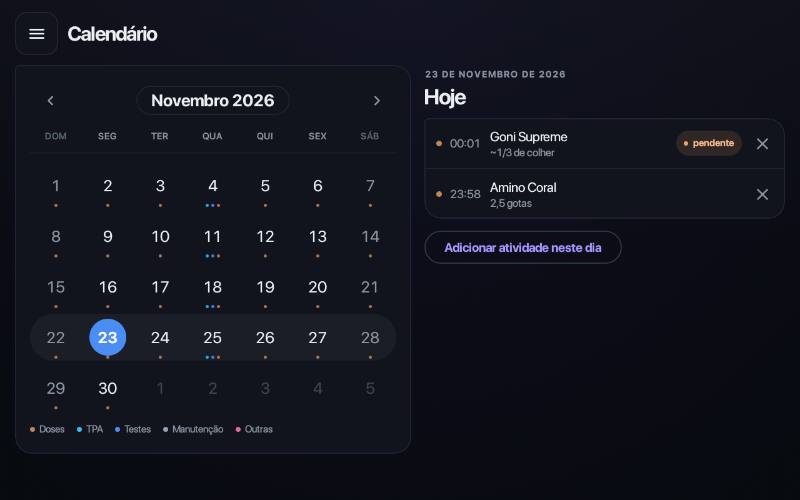 Calendário
Novembro 2026
DOM SEG TER QUA QUI SEX SÁB
1 2 3 4 5 6 7
8 9 10 11 12 13 14
15 16 17 18 19 20 21
22 23 24 25 26 27 28
29 30 1 2 3 4 5
Doses TPA Testes Manutenção Outras
23 DE NOVEMBRO DE 2026
Hoje
00:01 Goni Supreme pendente
~1/3 de colher
23:58 Amino Coral
2,5 gotas
Adicionar atividade neste dia